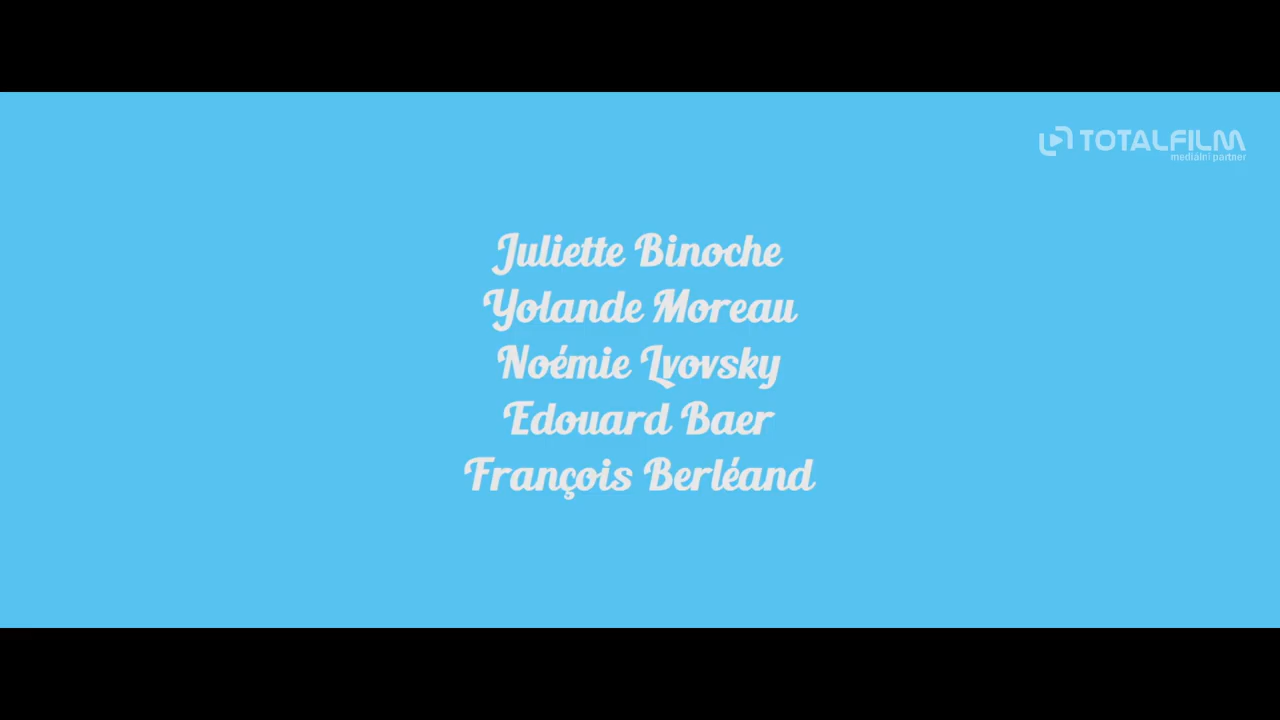 TOTALFILM
mediální partner
Juliette Binoche
Yolande Moreau
Noémie Lvovsky
Edouard Baer
François Berléand